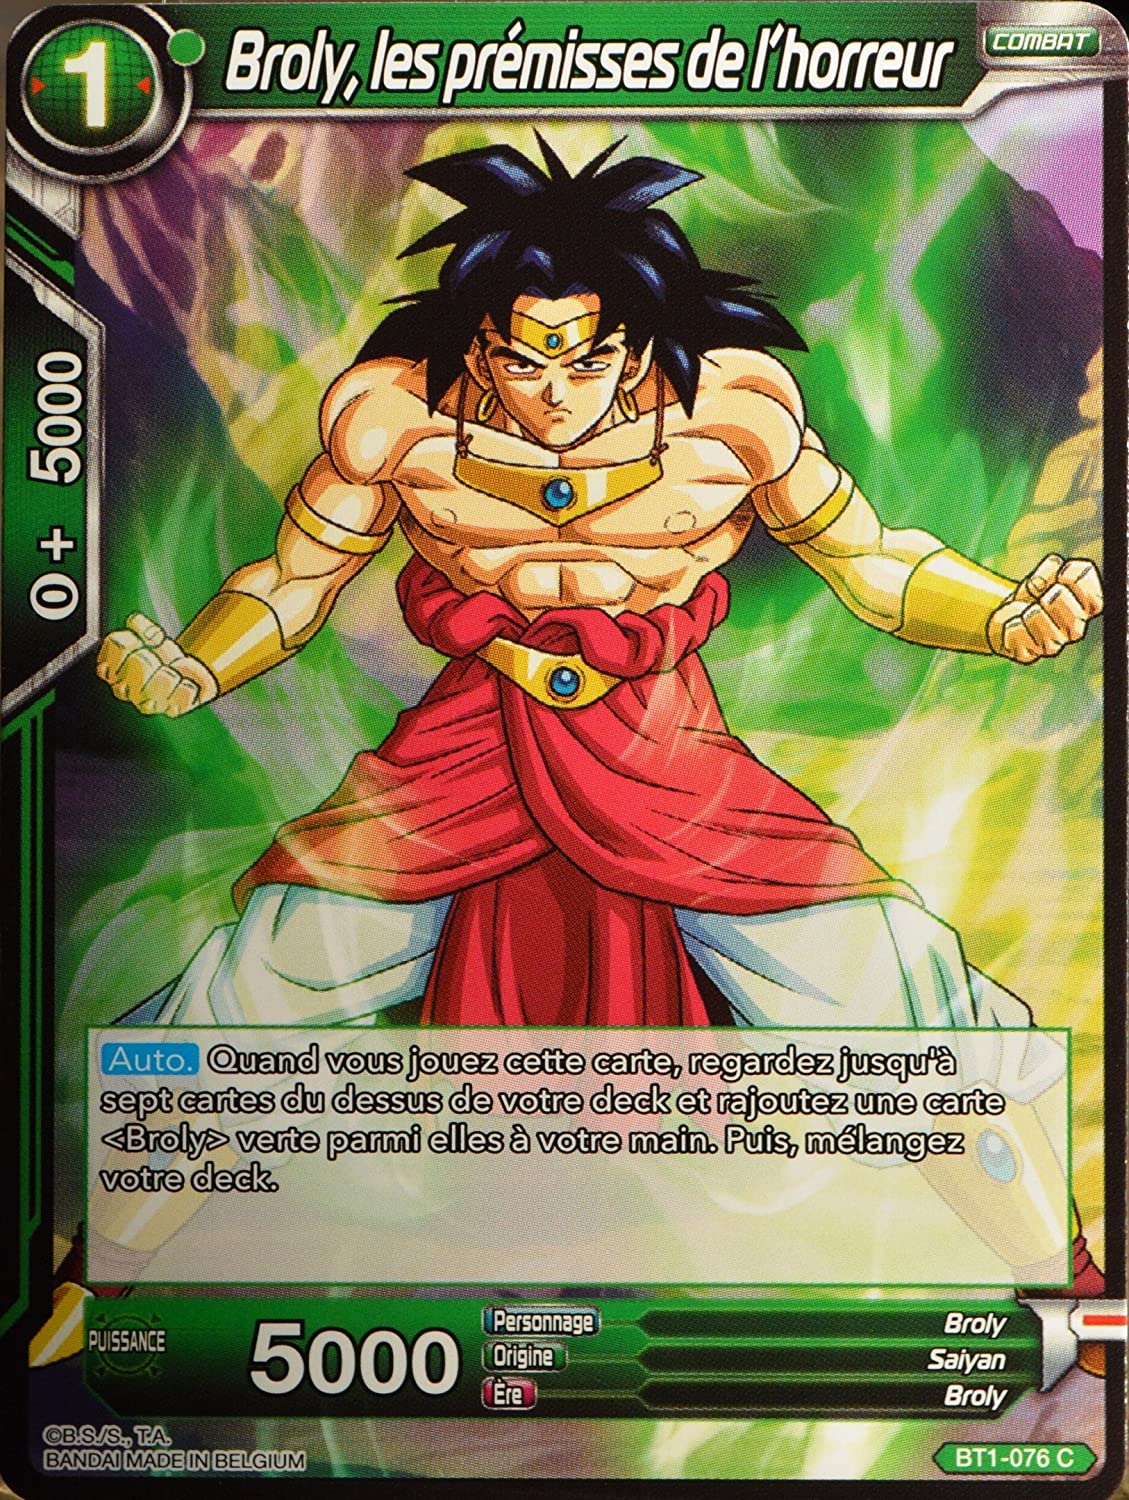 1
Broly, les prémisses de l'horreur
COMBAT
0 + 5000
Auto. Quand vous jouez cette carte, regardez jusqu'à
sept cartes du dessus de votre deck et rajoutez une carte
<Broly> verte parmi elles à votre main. Puis, mélangez
votre deck.
PUISSANCE
5000
Personnage Broly
Origine Saiyan
Ère Broly
©B.S./S., T.A.
BANDAI MADE IN BELGIUM
BT1-076 C